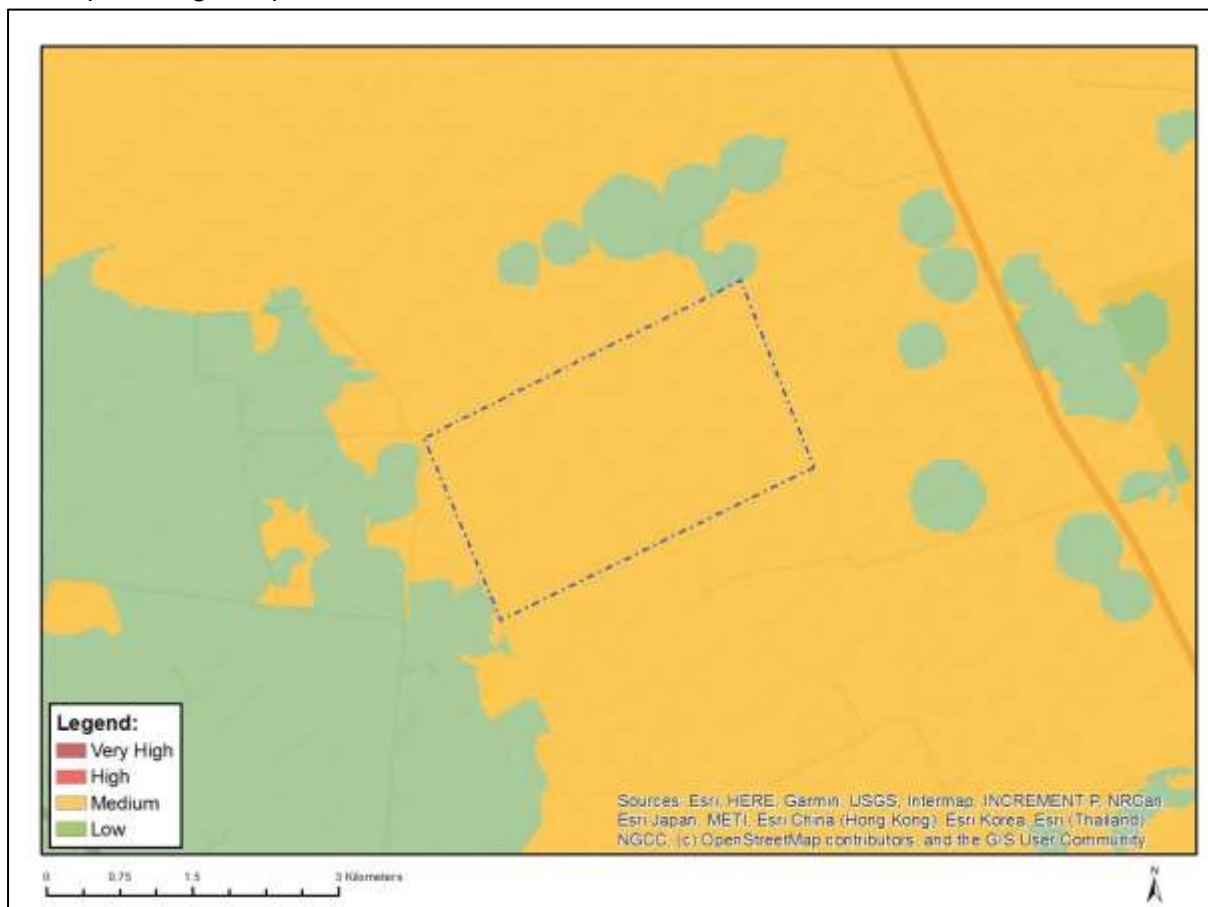 Legend:
Very High
High
Medium
Low
Sources: Esri, HERE, Garmin, USGS, Intermap, INCREMENT P, NRCan,
Esri Japan, METI, Esri China (Hong Kong), Esri Korea, Esri (Thailand),
NGCC, (c) OpenStreetMap contributors, and the GIS User Community
0 0.75 1.5 3 Kilometers
N